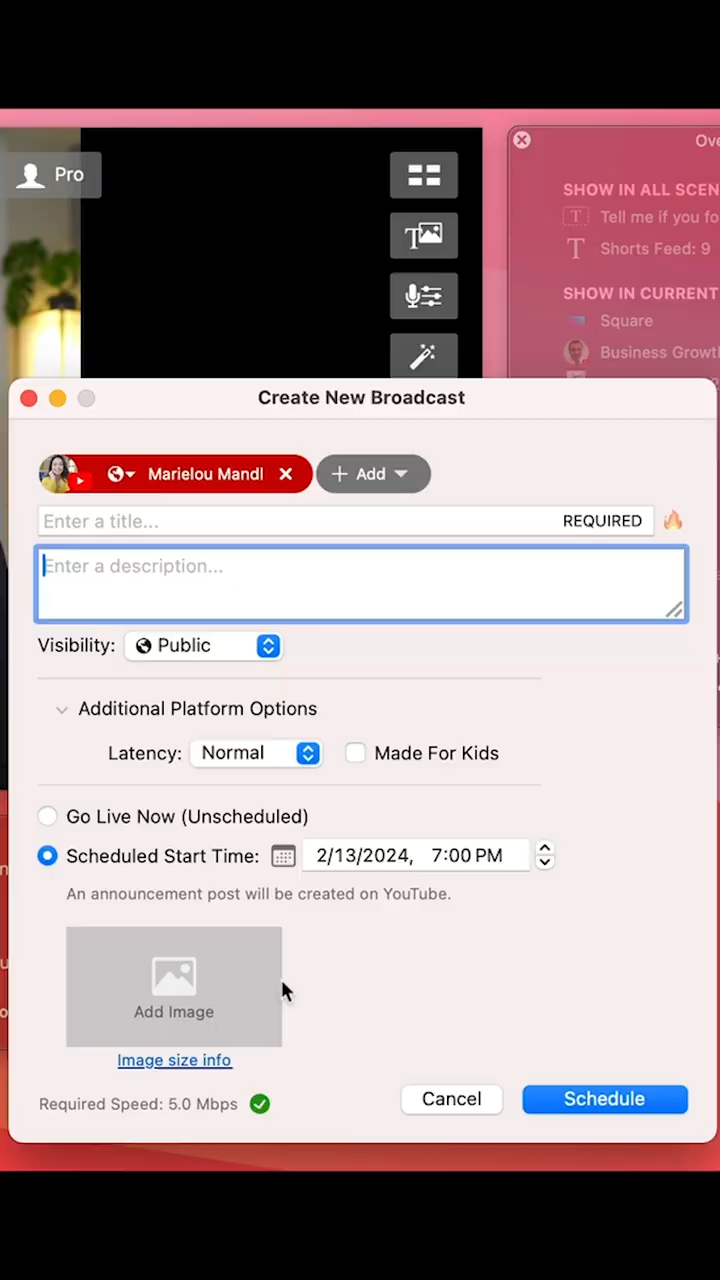 Pro
Ove
SHOW IN ALL SCEN
T Tell me if you fo
T Shorts Feed: 9
SHOW IN CURRENT
Square
Business Growt
Create New Broadcast
Marielou Mandl
+ Add
Enter a title... REQUIRED
Enter a description...
Visibility: Public
Additional Platform Options
Latency: Normal Made For Kids
Go Live Now (Unscheduled)
Scheduled Start Time: 2/13/2024, 7:00 PM
An announcement post will be created on YouTube.
Add Image
Image size info
Required Speed: 5.0 Mbps Cancel Schedule